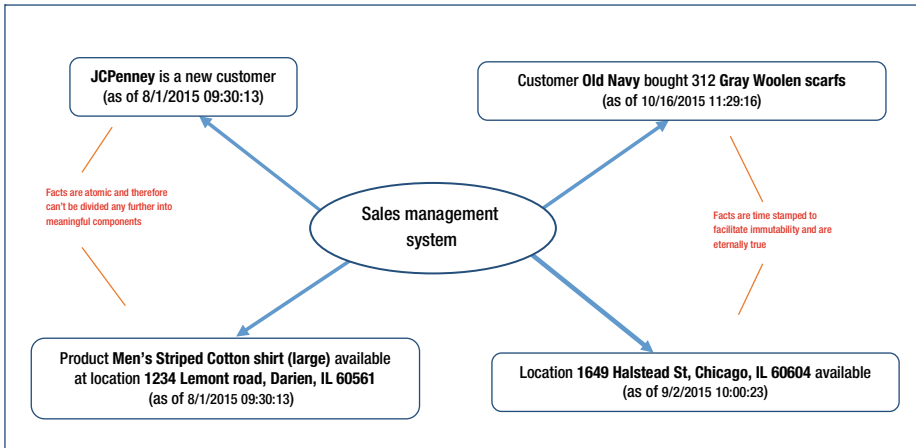 JCPenney is a new customer
(as of 8/1/2015 09:30:13)
Customer Old Navy bought 312 Gray Woolen scarfs
(as of 10/16/2015 11:29:16)
Facts are atomic and therefore
can't be divided any further into
meaningful components
Sales management
system
Facts are time stamped to
facilitate immutability and are
eternally true
Product Men's Striped Cotton shirt (large) available
at location 1234 Lemont road, Darien, IL 60561
(as of 8/1/2015 09:30:13)
Location 1649 Halstead St, Chicago, IL 60604 available
(as of 9/2/2015 10:00:23)